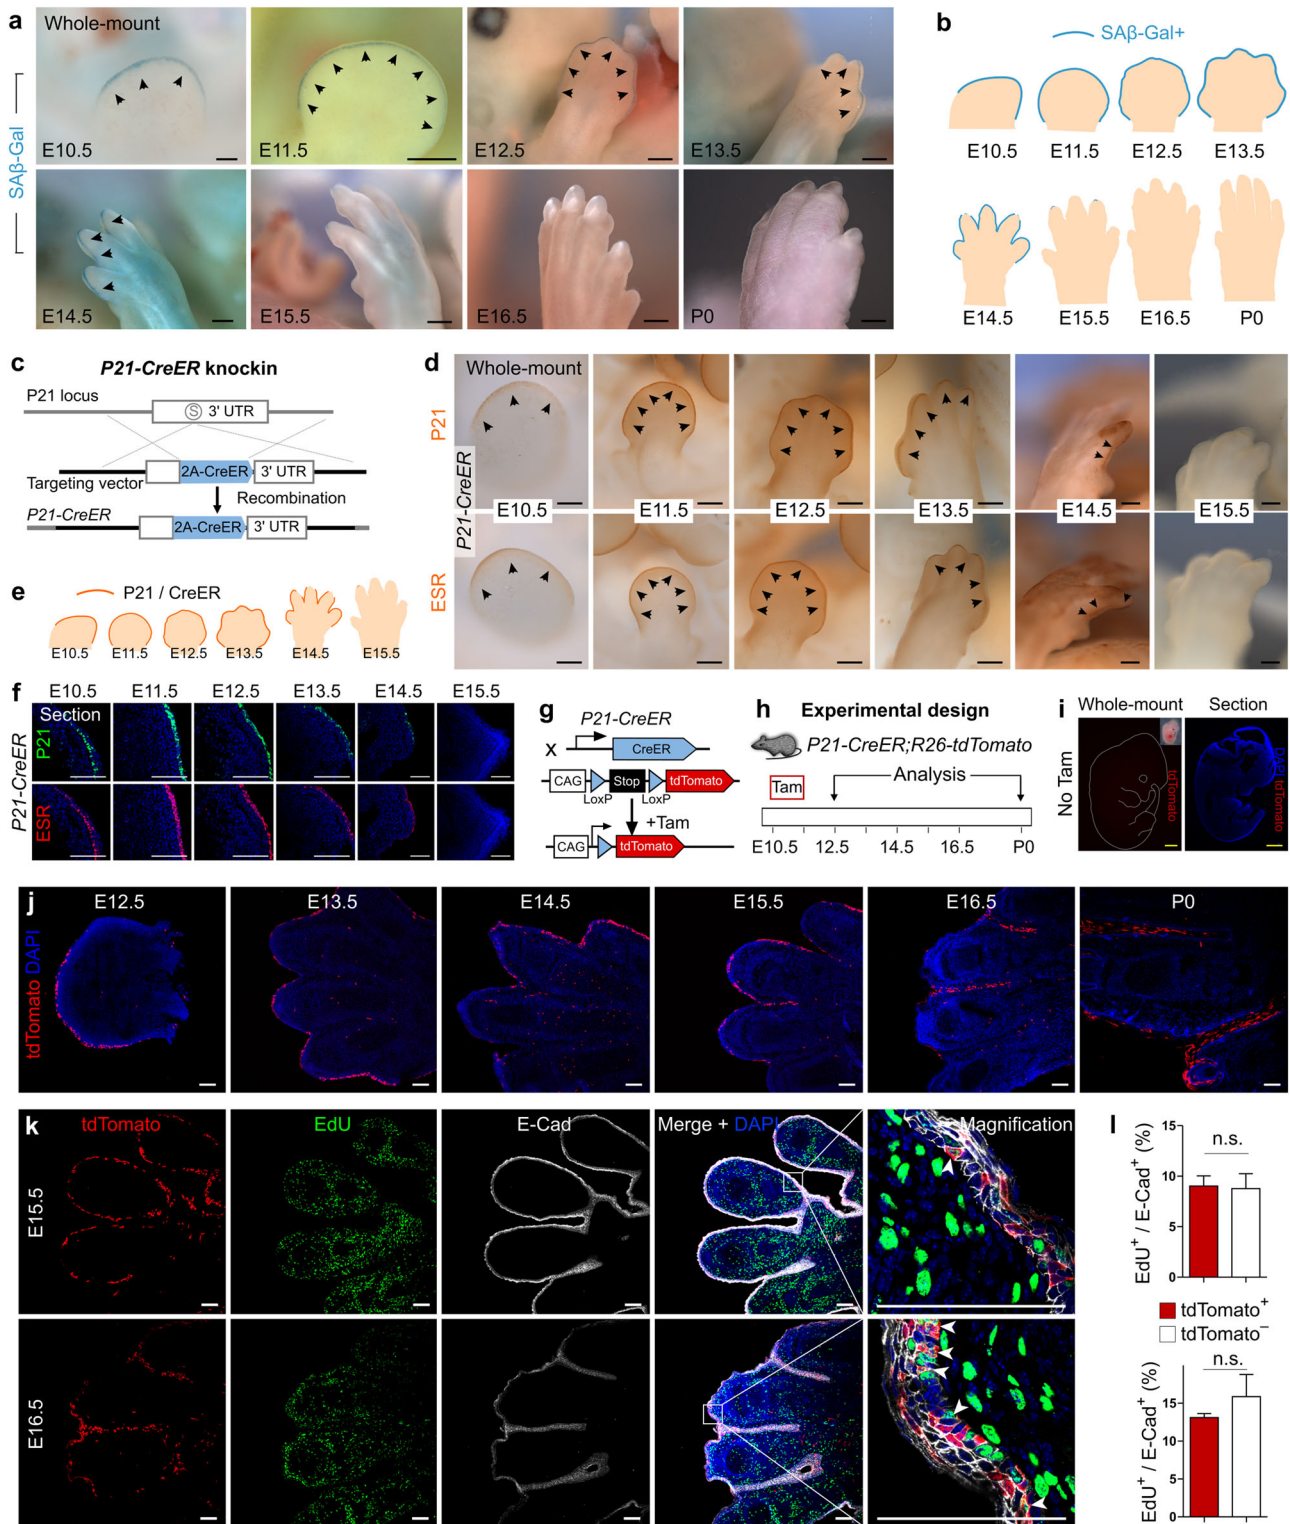 a
Whole-mount
SAβ-Gal
E10.5
E11.5
E12.5
E13.5
E14.5
E15.5
E16.5
P0
b
SAβ-Gal+
E10.5
E11.5
E12.5
E13.5
E14.5
E15.5
E16.5
P0
c
P21-CreER knockin
P21 locus
S
3' UTR
2A-CreER
3' UTR
Targeting vector
Recombination
P21-CreER
2A-CreER
3' UTR
d
Whole-mount
P21
P21-CreER
ESR
E10.5
E11.5
E12.5
E13.5
E14.5
E15.5
e
P21 / CreER
E10.5
E11.5
E12.5
E13.5
E14.5
E15.5
f
E10.5
E11.5
E12.5
E13.5
E14.5
E15.5
Section
P21-CreER
P21
ESR
g
P21-CreER
x
CreER
CAG
Stop
tdTomato
LoxP
LoxP
+Tam
CAG
tdTomato
h
Experimental design
P21-CreER;R26-tdTomato
Tam
Analysis
E10.5
12.5
14.5
16.5
P0
i
Whole-mount
Section
No Tam
tdTomato
DAPI tdTomato
j
E12.5
E13.5
E14.5
E15.5
E16.5
P0
tdTomato DAPI
k
tdTomato
EdU
E-Cad
Merge + DAPI
Magnification
E15.5
E16.5
l
EdU⁺ / E-Cad⁺ (%)
15
10
5
0
n.s.
tdTomato⁺
tdTomato⁻
EdU⁺ / E-Cad⁺ (%)
20
15
10
5
0
n.s.